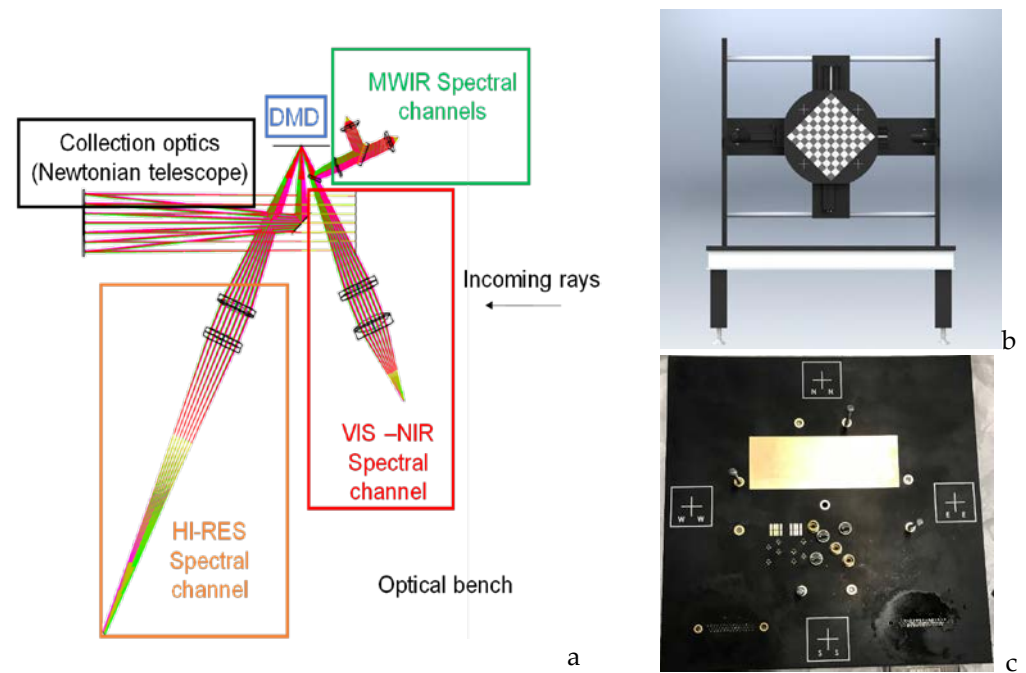 MWIR Spectral
channels
DMD
Collection optics
(Newtonian telescope)
Incoming rays
VIS –NIR
Spectral
channel
HI-RES
Spectral
channel
Optical bench
a
b
N N
W W
E E
S S
c